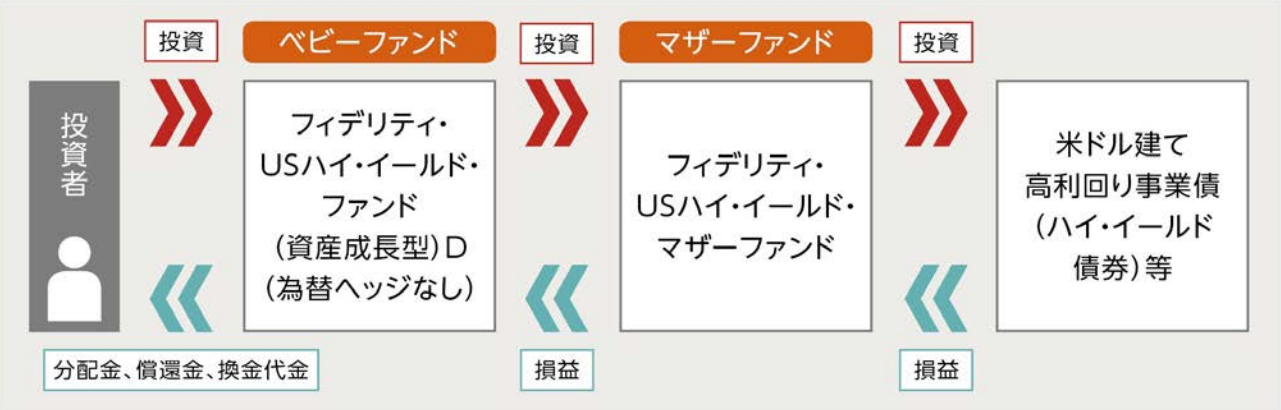 投資
ベビーファンド
投資
マザーファンド
投資
投資者
フィデリティ・
USハイ・イールド・
ファンド
(資産成長型)D
(為替ヘッジなし)
フィデリティ・
USハイ・イールド・
マザーファンド
米ドル建て
高利回り事業債
(ハイ・イールド
債券)等
分配金、償還金、換金代金
損益
損益